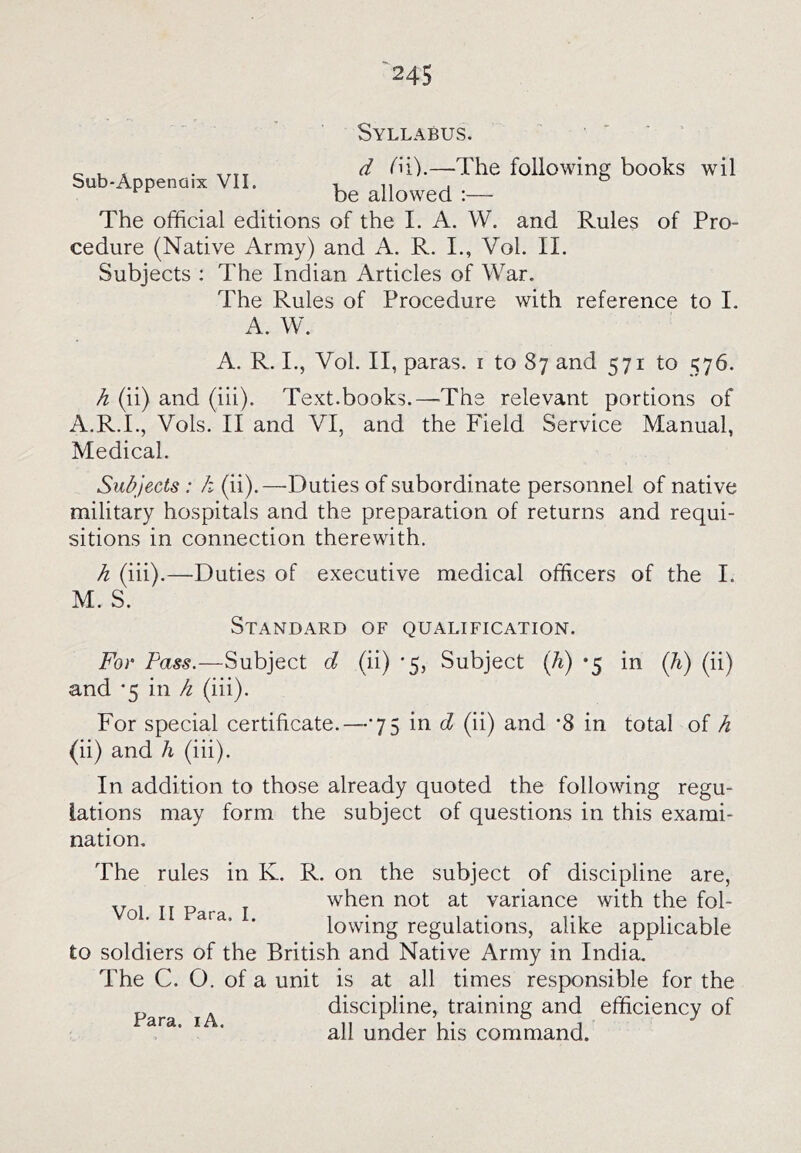 245
SYLLABUS.
Sub-Appendix VII.
d (ii).—The following books wil
be allowed :—
The official editions of the I. A. W. and Rules of Pro-
cedure (Native Army) and A. R. I., Vol. II.
Subjects : The Indian Articles of War.
The Rules of Procedure with reference to I.
A. W.
A. R. I., Vol. II, paras. 1 to 87 and 571 to 576.
h (ii) and (iii). Text.books.—The relevant portions of
A.R.I., Vols. II and VI, and the Field Service Manual,
Medical.
Subjects : h (ii).—Duties of subordinate personnel of native
military hospitals and the preparation of returns and requi-
sitions in connection therewith.
h (iii).—Duties of executive medical officers of the I.
M. S.
STANDARD OF QUALIFICATION.
For Pass.—Subject d (ii) ·5, Subject (h) ·5 in (h) (ii)
and ·5 in h (iii).
For special certificate.—·75 in d (ii) and ·8 in total of h
(ii) and h (iii).
In addition to those already quoted the following regu-
lations may form the subject of questions in this exami-
nation.
The rules in K. R. on the subject of discipline are,
Vol. II Para. I.
when not at variance with the fol-
lowing regulations, alike applicable
to soldiers of the British and Native Army in India.
The C. O. of a unit is at all times responsible for the
Para. 1A.
discipline, training and efficiency of
all under his command.